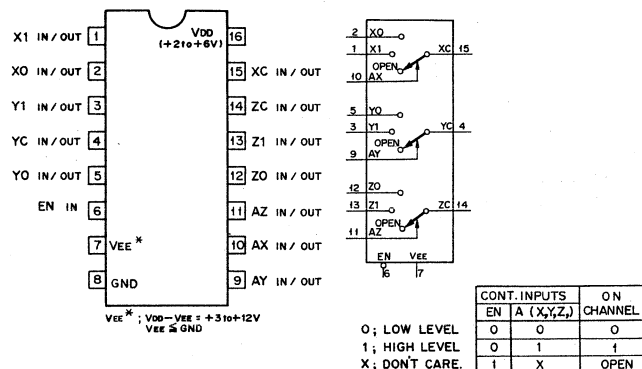 X1 IN/OUT 1
X0 IN/OUT 2
Y1 IN/OUT 3
YC IN/OUT 4
Y0 IN/OUT 5
EN IN 6
7 VEE*
8 GND
VDD 16
(+2to+6V)
15 XC IN/OUT
14 ZC IN/OUT
13 Z1 IN/OUT
12 Z0 IN/OUT
11 AZ IN/OUT
10 AX IN/OUT
9 AY IN/OUT
VEE* ; VDD-VEE = +3to+12V
VEE ≦ GND
2 X0
1 X1 XC 15
OPEN
10 AX
5 Y0
3 Y1 YC 4
OPEN
9 AY
12 Z0
13 Z1 ZC 14
OPEN
11 AZ
EN VEE
6 7
0 ; LOW LEVEL
1 ; HIGH LEVEL
X ; DON'T CARE.
CONT. INPUTS ON CHANNEL
EN A (X,Y,Z,)
0 0 0
0 1 1
1 X OPEN